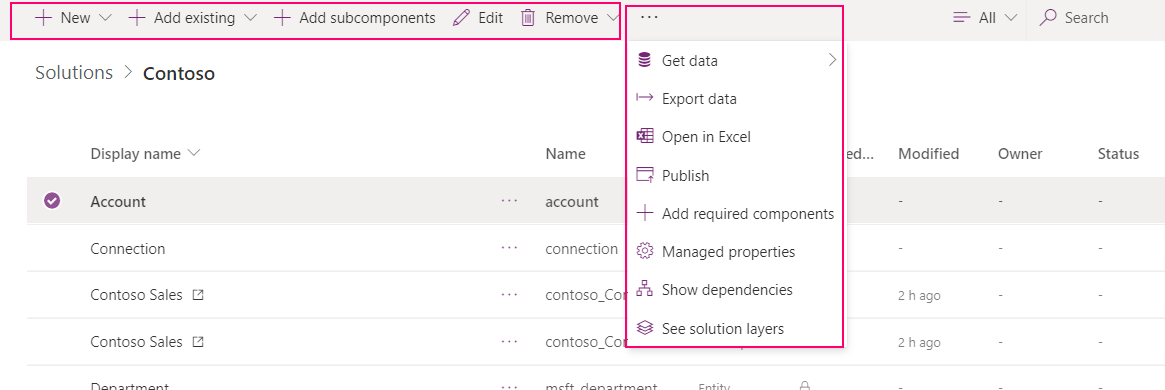 New Add existing Add subcomponents Edit Remove ··· All Search
Solutions > Contoso
Get data
Export data
Open in Excel
Publish
Add required components
Managed properties
Show dependencies
See solution layers
Display name Name ed... Modified Owner Status
Account ··· account - - -
Connection ··· connection - - -
Contoso Sales ··· contoso_Co 2 h ago - -
Contoso Sales ··· contoso_Co 2 h ago - -
Department ··· msft_department Entity